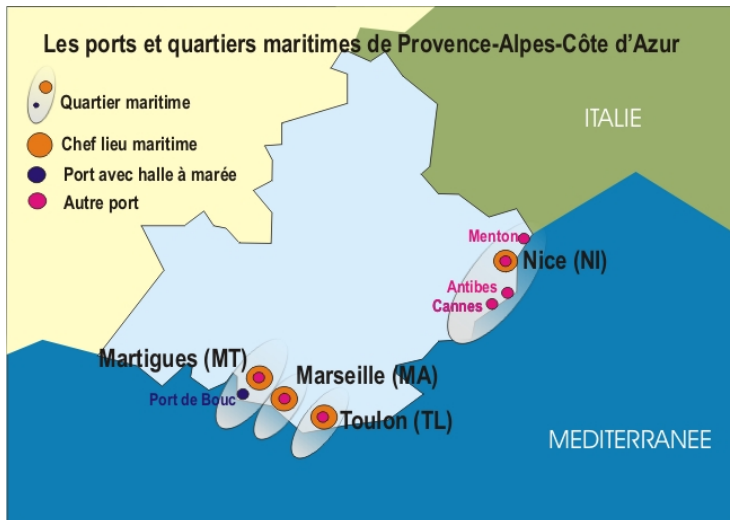 Les ports et quartiers maritimes de Provence-Alpes-Côte d'Azur
Quartier maritime
Chef lieu maritime
Port avec halle à marée
Autre port
ITALIE
Menton
Nice (NI)
Antibes
Cannes
Martigues (MT)
Marseille (MA)
Port de Bouc
Toulon (TL)
MEDITERRANEE